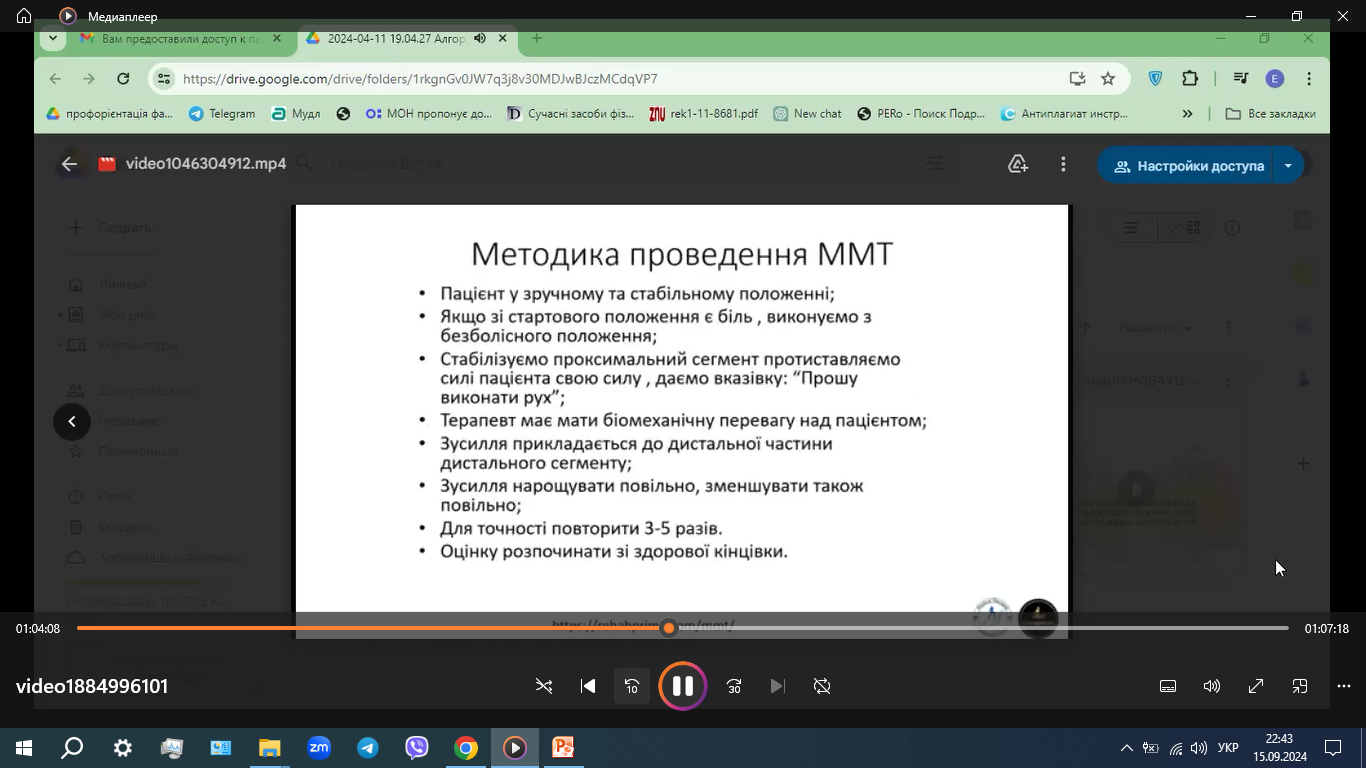 Медиаплеер
Вам предоставили доступ к па
2024-04-11 19.04.27 Алгор
https://drive.google.com/drive/folders/1rkgnGv0JW7q3j8v30MDJwBJczMCdqVP7
профорієнтація фа... Telegram Мудл МОН пропонує до... Сучасні засоби фіз... rek1-11-8681.pdf New chat PERo - Поиск Подр... Антиплагиат инстр... » Все закладки
video1046304912.mp4
Настройки доступа
Создать
Методика проведення ММТ
• Пацієнт у зручному та стабільному положенні;
• Якщо зі стартового положення є біль , виконуємо з
безболісного положення;
• Стабілізуємо проксимальний сегмент протиставляємо
силі пацієнта свою силу , даємо вказівку: “Прошу
виконати рух”;
• Терапевт має мати біомеханічну перевагу над пацієнтом;
• Зусилля прикладається до дистальної частини
дистального сегменту;
• Зусилля нарощувати повільно, зменшувати також
повільно;
• Для точності повторити 3-5 разів.
• Оцінку розпочинати зі здорової кінцівки.
01:04:08
01:07:18
video1884996101
10
30
zm
УКР
22:43
15.09.2024